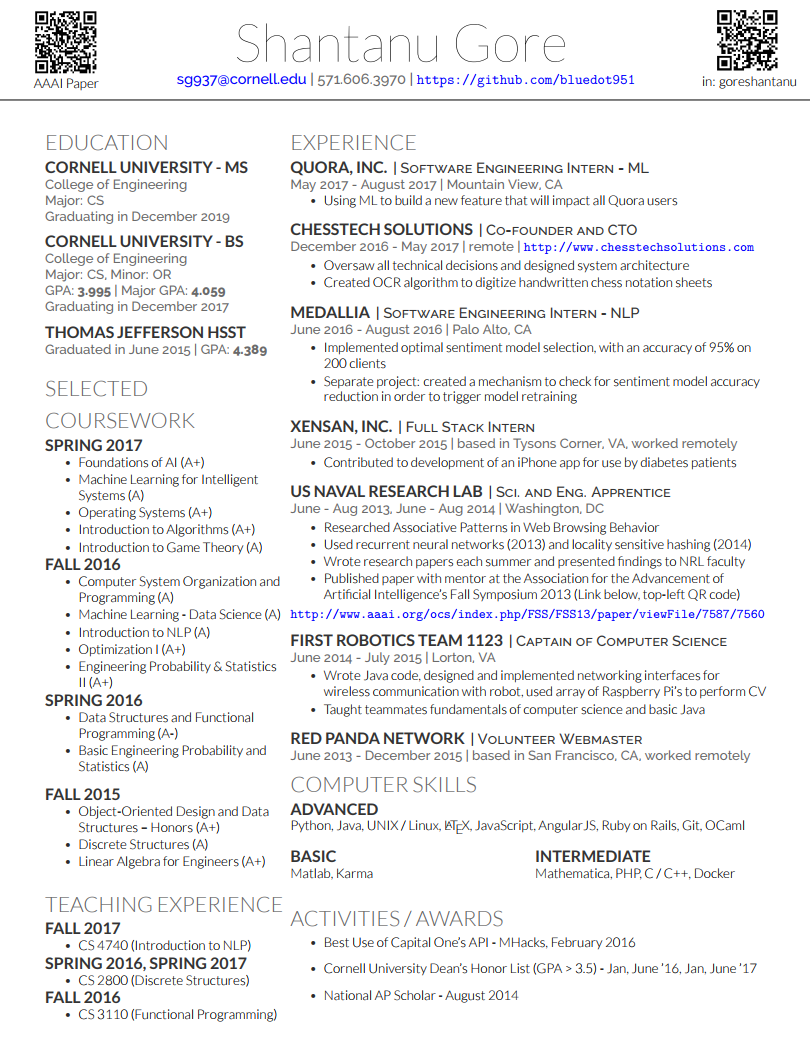 Shantanu Gore
AAAI Paper
sg937@cornell.edu | 571.606.3970 | https://github.com/bluedot951
in: goreshantanu
EDUCATION
CORNELL UNIVERSITY - MS
College of Engineering
Major: CS
Graduating in December 2019
CORNELL UNIVERSITY - BS
College of Engineering
Major: CS, Minor: OR
GPA: 3.995 | Major GPA: 4.059
Graduating in December 2017
THOMAS JEFFERSON HSST
Graduated in June 2015 | GPA: 4.389
SELECTED
COURSEWORK
SPRING 2017
• Foundations of AI (A+)
• Machine Learning for Intelligent
Systems (A)
• Operating Systems (A+)
• Introduction to Algorithms (A+)
• Introduction to Game Theory (A)
FALL 2016
• Computer System Organization and
Programming (A)
• Machine Learning - Data Science (A)
• Introduction to NLP (A)
• Optimization I (A+)
• Engineering Probability & Statistics
II (A+)
SPRING 2016
• Data Structures and Functional
Programming (A-)
• Basic Engineering Probability and
Statistics (A)
FALL 2015
• Object-Oriented Design and Data
Structures – Honors (A+)
• Discrete Structures (A)
• Linear Algebra for Engineers (A+)
TEACHING EXPERIENCE
FALL 2017
• CS 4740 (Introduction to NLP)
SPRING 2016, SPRING 2017
• CS 2800 (Discrete Structures)
FALL 2016
• CS 3110 (Functional Programming)
EXPERIENCE
QUORA, INC. | Software Engineering Intern - ML
May 2017 - August 2017 | Mountain View, CA
• Using ML to build a new feature that will impact all Quora users
CHESSTECH SOLUTIONS | Co-founder and CTO
December 2016 - May 2017 | remote | http://www.chesstechsolutions.com
• Oversaw all technical decisions and designed system architecture
• Created OCR algorithm to digitize handwritten chess notation sheets
MEDALLIA | Software Engineering Intern - NLP
June 2016 - August 2016 | Palo Alto, CA
• Implemented optimal sentiment model selection, with an accuracy of 95% on
200 clients
• Separate project: created a mechanism to check for sentiment model accuracy
reduction in order to trigger model retraining
XENSAN, INC. | Full Stack Intern
June 2015 - October 2015 | based in Tysons Corner, VA, worked remotely
• Contributed to development of an iPhone app for use by diabetes patients
US NAVAL RESEARCH LAB | Sci. and Eng. Apprentice
June - Aug 2013, June - Aug 2014 | Washington, DC
• Researched Associative Patterns in Web Browsing Behavior
• Used recurrent neural networks (2013) and locality sensitive hashing (2014)
• Wrote research papers each summer and presented findings to NRL faculty
• Published paper with mentor at the Association for the Advancement of
Artificial Intelligence's Fall Symposium 2013 (Link below, top-left QR code)
http://www.aaai.org/ocs/index.php/FSS/FSS13/paper/viewFile/7587/7560
FIRST ROBOTICS TEAM 1123 | Captain of Computer Science
June 2014 - July 2015 | Lorton, VA
• Wrote Java code, designed and implemented networking interfaces for
wireless communication with robot, used array of Raspberry Pi's to perform CV
• Taught teammates fundamentals of computer science and basic Java
RED PANDA NETWORK | Volunteer Webmaster
June 2013 - December 2015 | based in San Francisco, CA, worked remotely
COMPUTER SKILLS
ADVANCED
Python, Java, UNIX / Linux, LATEX, JavaScript, AngularJS, Ruby on Rails, Git, OCaml
BASIC
Matlab, Karma
INTERMEDIATE
Mathematica, PHP, C / C++, Docker
ACTIVITIES / AWARDS
• Best Use of Capital One's API - MHacks, February 2016
• Cornell University Dean's Honor List (GPA > 3.5) - Jan, June '16, Jan, June '17
• National AP Scholar - August 2014